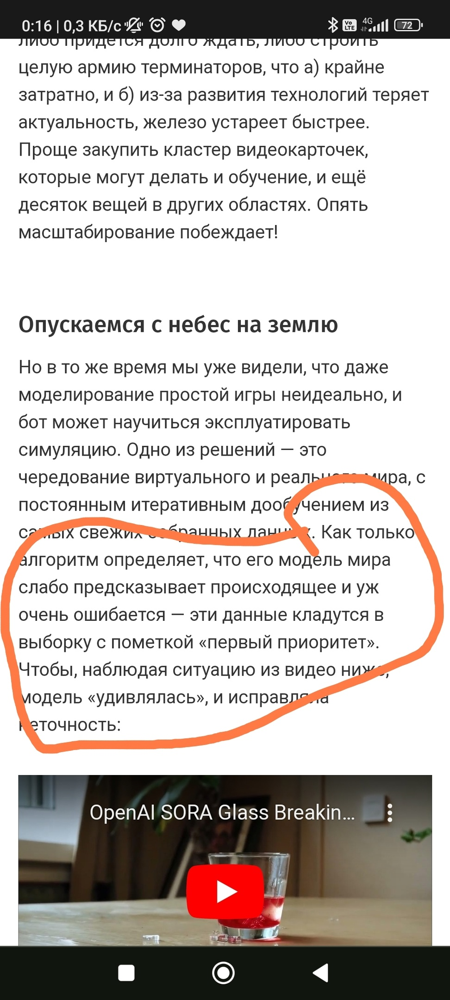 0:16 | 0,3 КБ/с
Vo LTE 4G 72
либо придётся долго ждать, либо строить
целую армию терминаторов, что а) крайне
затратно, и б) из-за развития технологий теряет
актуальность, железо устареет быстрее.
Проще закупить кластер видеокарточек,
которые могут делать и обучение, и ещё
десяток вещей в других областях. Опять
масштабирование побеждает!
Опускаемся с небес на землю
Но в то же время мы уже видели, что даже
моделирование простой игры неидеально, и
бот может научиться эксплуатировать
симуляцию. Одно из решений — это
чередование виртуального и реального мира, с
постоянным итеративным дообучением из
самых свежих собранных данных. Как только
алгоритм определяет, что его модель мира
слабо предсказывает происходящее и уж
очень ошибается — эти данные кладутся в
выборку с пометкой «первый приоритет».
Чтобы, наблюдая ситуацию из видео ниже,
модель «удивлялась», и исправляла
неточность:
OpenAI SORA Glass Breakin...